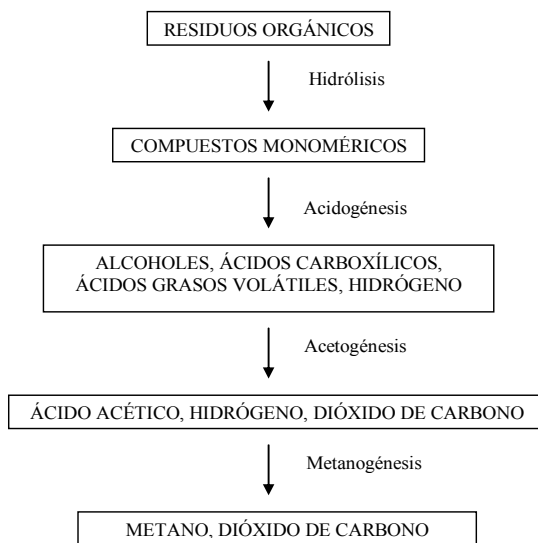 RESIDUOS ORGÁNICOS
Hidrólisis
COMPUESTOS MONOMÉRICOS
Acidogénesis
ALCOHOLES, ÁCIDOS CARBOXÍLICOS,
ÁCIDOS GRASOS VOLÁTILES, HIDRÓGENO
Acetogénesis
ÁCIDO ACÉTICO, HIDRÓGENO, DIÓXIDO DE CARBONO
Metanogénesis
METANO, DIÓXIDO DE CARBONO